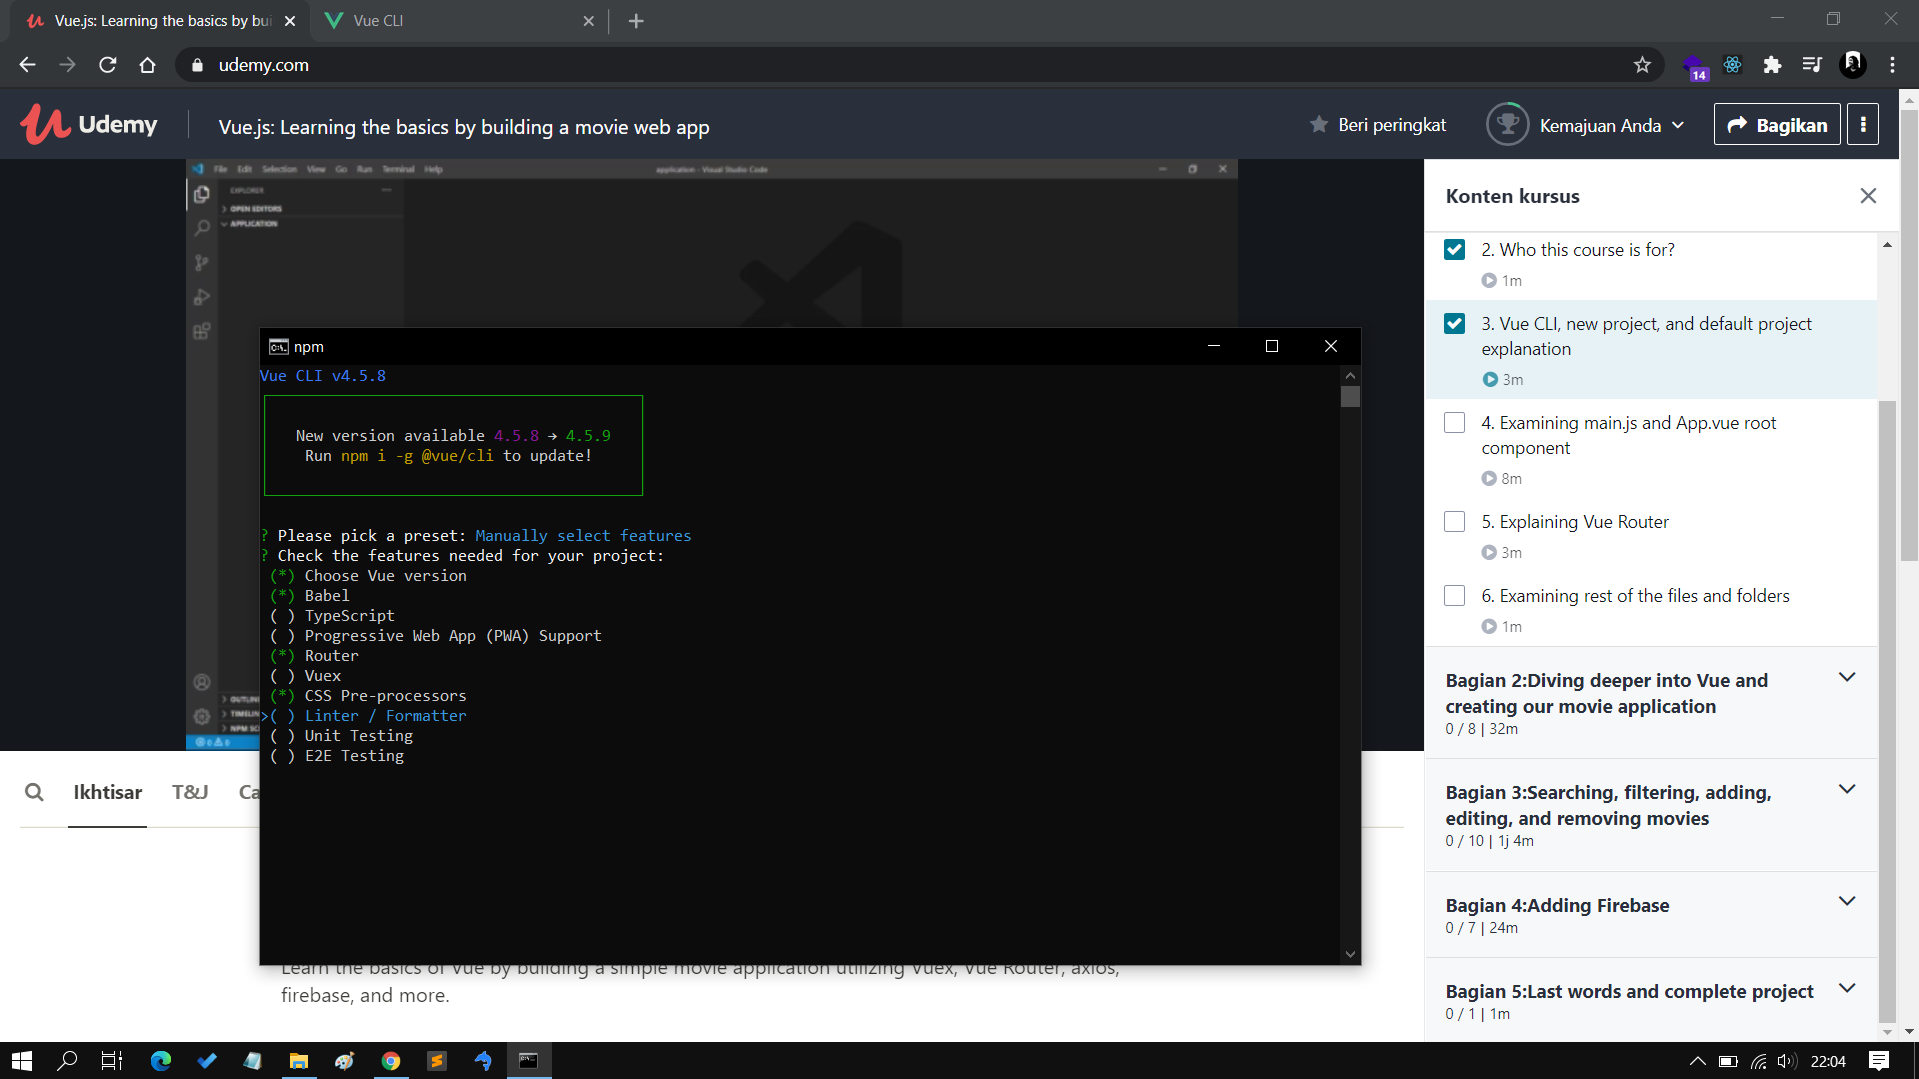 Vue.js: Learning the basics by bui
Vue CLI
udemy.com
14
Udemy
Vue.js: Learning the basics by building a movie web app
Beri peringkat
Kemajuan Anda
Bagikan
File Edit Selection View Go Run Terminal Help
application - Visual Studio Code
EXPLORER
OPEN EDITORS
APPLICATION
npm
Vue CLI v4.5.8
New version available 4.5.8 → 4.5.9
Run npm i -g @vue/cli to update!
? Please pick a preset: Manually select features
? Check the features needed for your project:
(*) Choose Vue version
(*) Babel
( ) TypeScript
( ) Progressive Web App (PWA) Support
(*) Router
( ) Vuex
(*) CSS Pre-processors
>( ) Linter / Formatter
( ) Unit Testing
( ) E2E Testing
OUTLIN
TIMELIN
NPM SC
Ikhtisar
T&J
Ca
Learn the basics of Vue by building a simple movie application utilizing Vuex, Vue Router, axios,
firebase, and more.
Konten kursus
2. Who this course is for?
1m
3. Vue CLI, new project, and default project
explanation
3m
4. Examining main.js and App.vue root
component
8m
5. Explaining Vue Router
3m
6. Examining rest of the files and folders
1m
Bagian 2:Diving deeper into Vue and
creating our movie application
0 / 8 | 32m
Bagian 3:Searching, filtering, adding,
editing, and removing movies
0 / 10 | 1j 4m
Bagian 4:Adding Firebase
0 / 7 | 24m
Bagian 5:Last words and complete project
0 / 1 | 1m
22:04